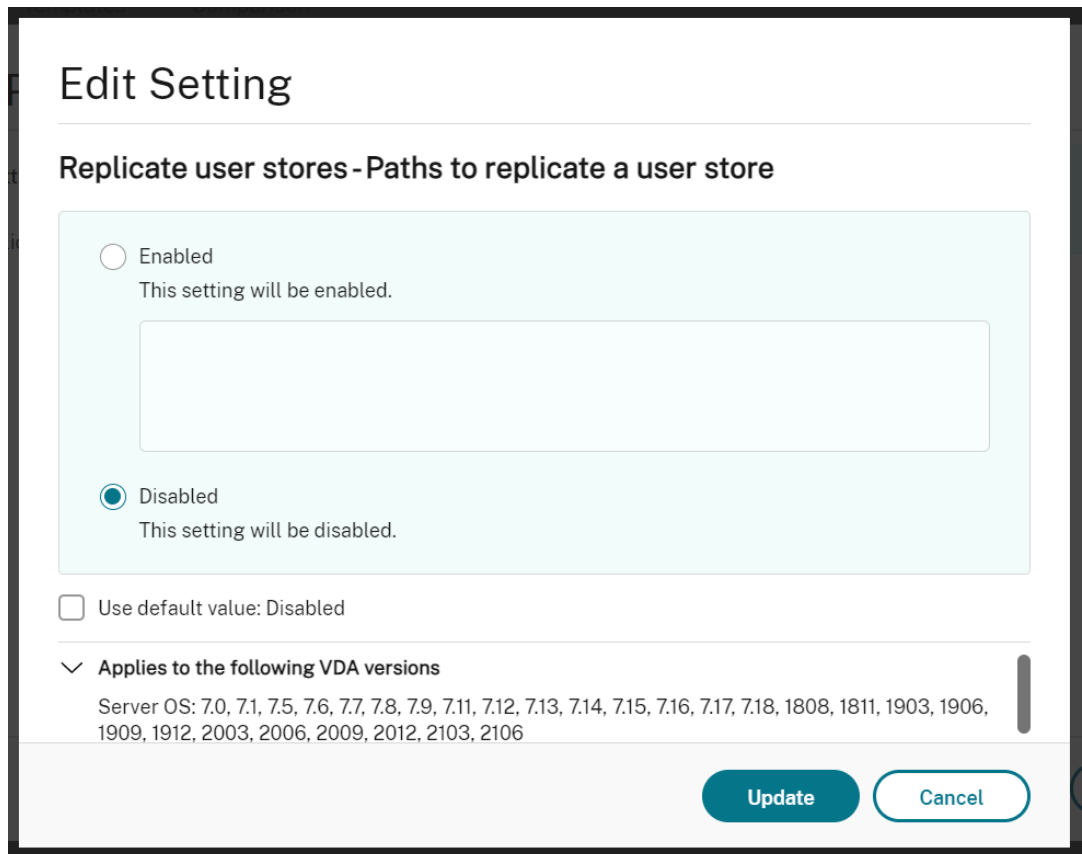 Edit Setting
Replicate user stores - Paths to replicate a user store
Enabled
This setting will be enabled.
Disabled
This setting will be disabled.
Use default value: Disabled
Applies to the following VDA versions
Server OS: 7.0, 7.1, 7.5, 7.6, 7.7, 7.8, 7.9, 7.11, 7.12, 7.13, 7.14, 7.15, 7.16, 7.17, 7.18, 1808, 1811, 1903, 1906,
1909, 1912, 2003, 2006, 2009, 2012, 2103, 2106
Update
Cancel